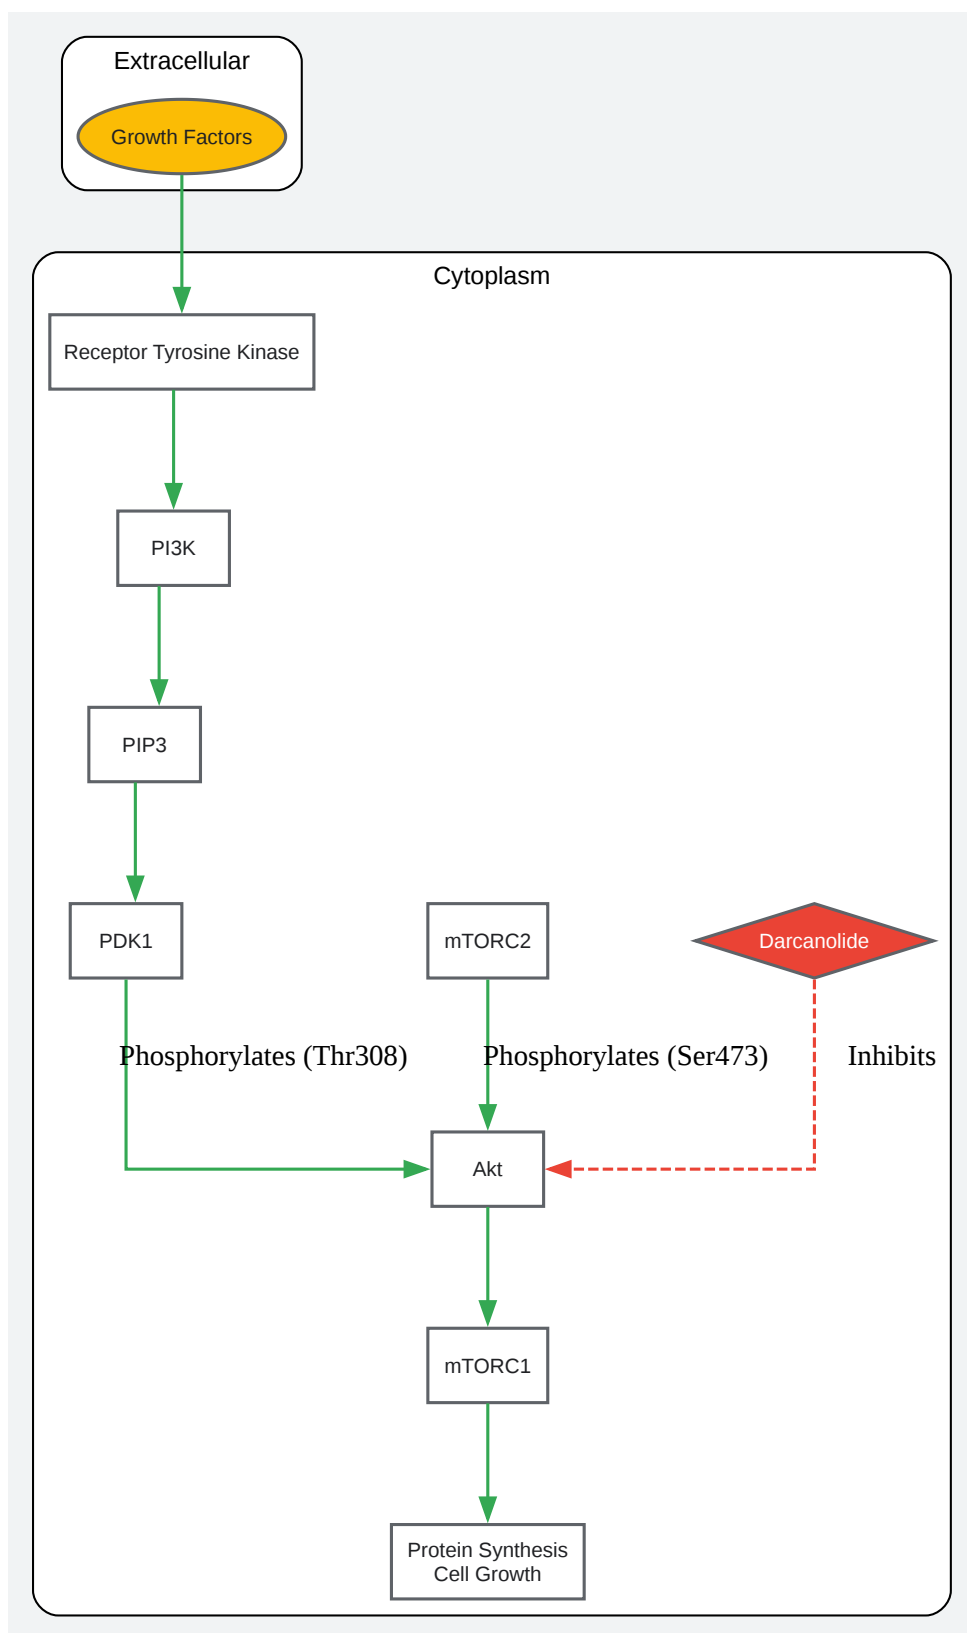 Extracellular
Growth Factors
Cytoplasm
Receptor Tyrosine Kinase
PI3K
PIP3
PDK1
mTORC2
Darcanolide
Phosphorylates (Thr308)
Phosphorylates (Ser473)
Inhibits
Akt
mTORC1
Protein Synthesis
Cell Growth